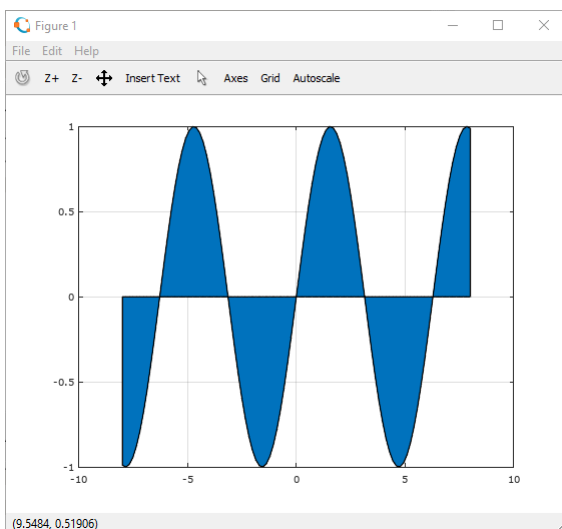 Figure 1
File Edit Help
Z+ Z- Insert Text Axes Grid Autoscale
1
0.5
0
-0.5
-1
-10 -5 0 5 10
(9.5484, 0.51906)